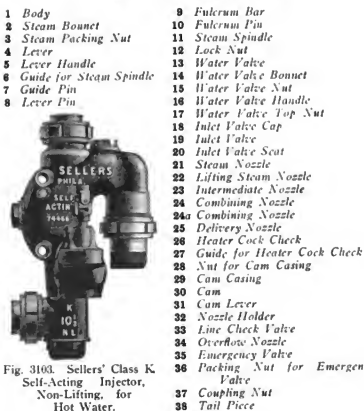 1 Body
2 Steam Bonnet
3 Steam Packing Nut
4 Lever
5 Lever Handle
6 Guide for Steam Spindle
7 Guide Pin
8 Lever Pin
9 Fulcrum Bar
10 Fulcrum Pin
11 Steam Spindle
12 Lock Nut
13 Water Valve
14 Water Valve Bonnet
15 Water Valve Nut
16 Water Valve Handle
17 Water Valve Top Nut
18 Inlet Valve Cap
19 Inlet Valve
20 Inlet Valve Seat
21 Steam Nozzle
22 Lifting Steam Nozzle
23 Intermediate Nozzle
24 Combining Nozzle
24a Combining Nozzle
25 Delivery Nozzle
26 Heater Cock Check
27 Guide for Heater Cock Check
28 Nut for Cam Casing
29 Cam Casing
30 Cam
31 Cam Lever
32 Nozzle Holder
33 Line Check Valve
34 Overflow Nozzle
35 Emergency Valve
36 Packing Nut for Emergen
Valve
37 Coupling Nut
38 Tail Piece
SELLERS
PHILA
SELF
ACTIN
74466
K
10½
NL
Fig. 3103. Sellers' Class K
Self-Acting Injector,
Non-Lifting, for
Hot Water.